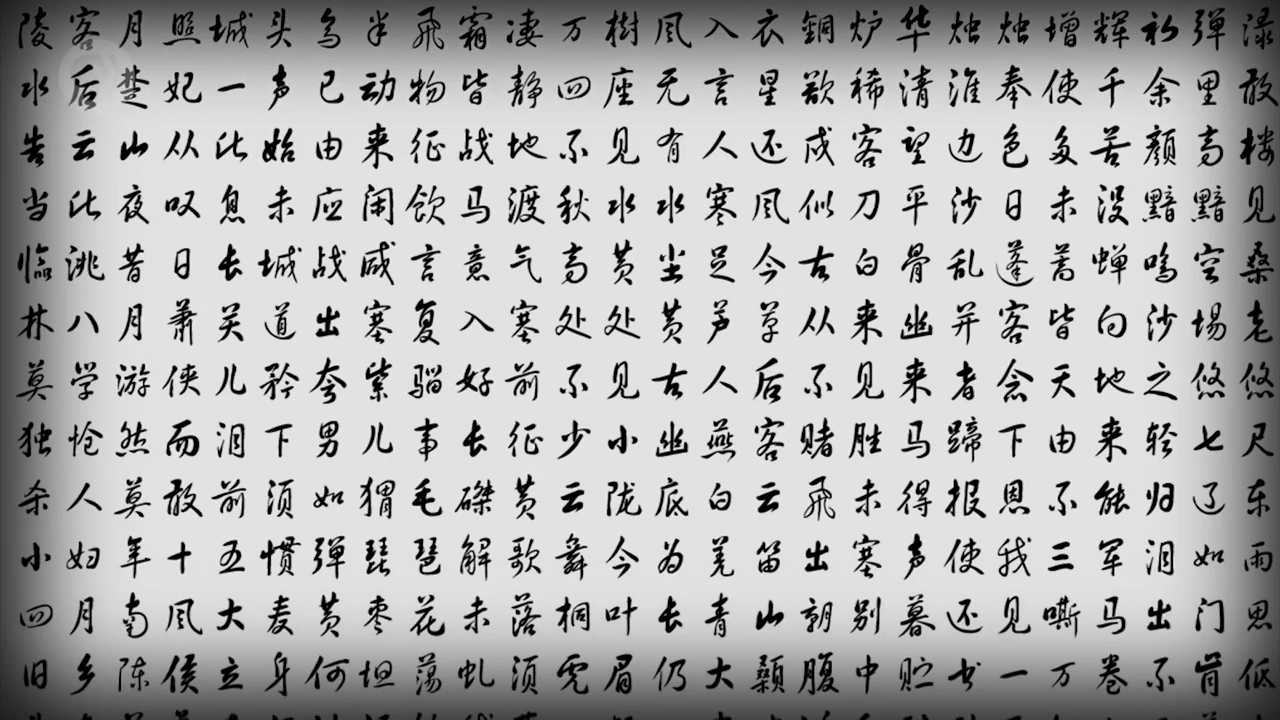 陵客月照城头乌半飞霜凄万树风入衣铜炉华烛烛增辉初弹渌
水后楚妃一声已动物皆静四座无言星欲稀清淮奉使千余里敢
告云山从此始由来征战地不见有人还戍客望边色多苦颜高楼
当此夜叹息未应闲饮马渡秋水水寒风似刀平沙日未没黯黯见
临洮昔日长城战咸言意气高黄尘足今古白骨乱蓬蒿蝉鸣空桑
林八月萧关道出塞复入塞处处黄芦草从来幽并客皆向沙场老
莫学游侠儿矜夸紫骝好前不见古人后不见来者念天地之悠悠
独怆然而泪下男儿事长征少小幽燕客赌胜马蹄下由来轻七尺
杀人莫敢前须如猬毛磔黄云陇底白云飞未得报恩不能归辽东
小妇年十五惯弹琵琶解歌舞今为羌笛出塞声使我三军泪如雨
四月南风大麦黄枣花未落桐叶长青山朝别暮还见嘶马出门思
旧乡陈侯立身何坦荡虬须虎眉仍大颡腹中贮书一万卷不肯低